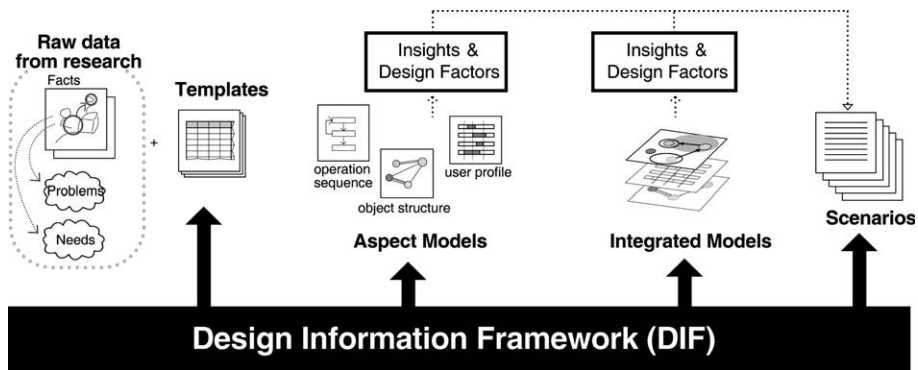 Raw data
from research
Facts
Problems
Needs
+
Templates
operation
sequence
object structure
user profile
Aspect Models
Insights &
Design Factors
Insights &
Design Factors
Integrated Models
Scenarios
Design Information Framework (DIF)